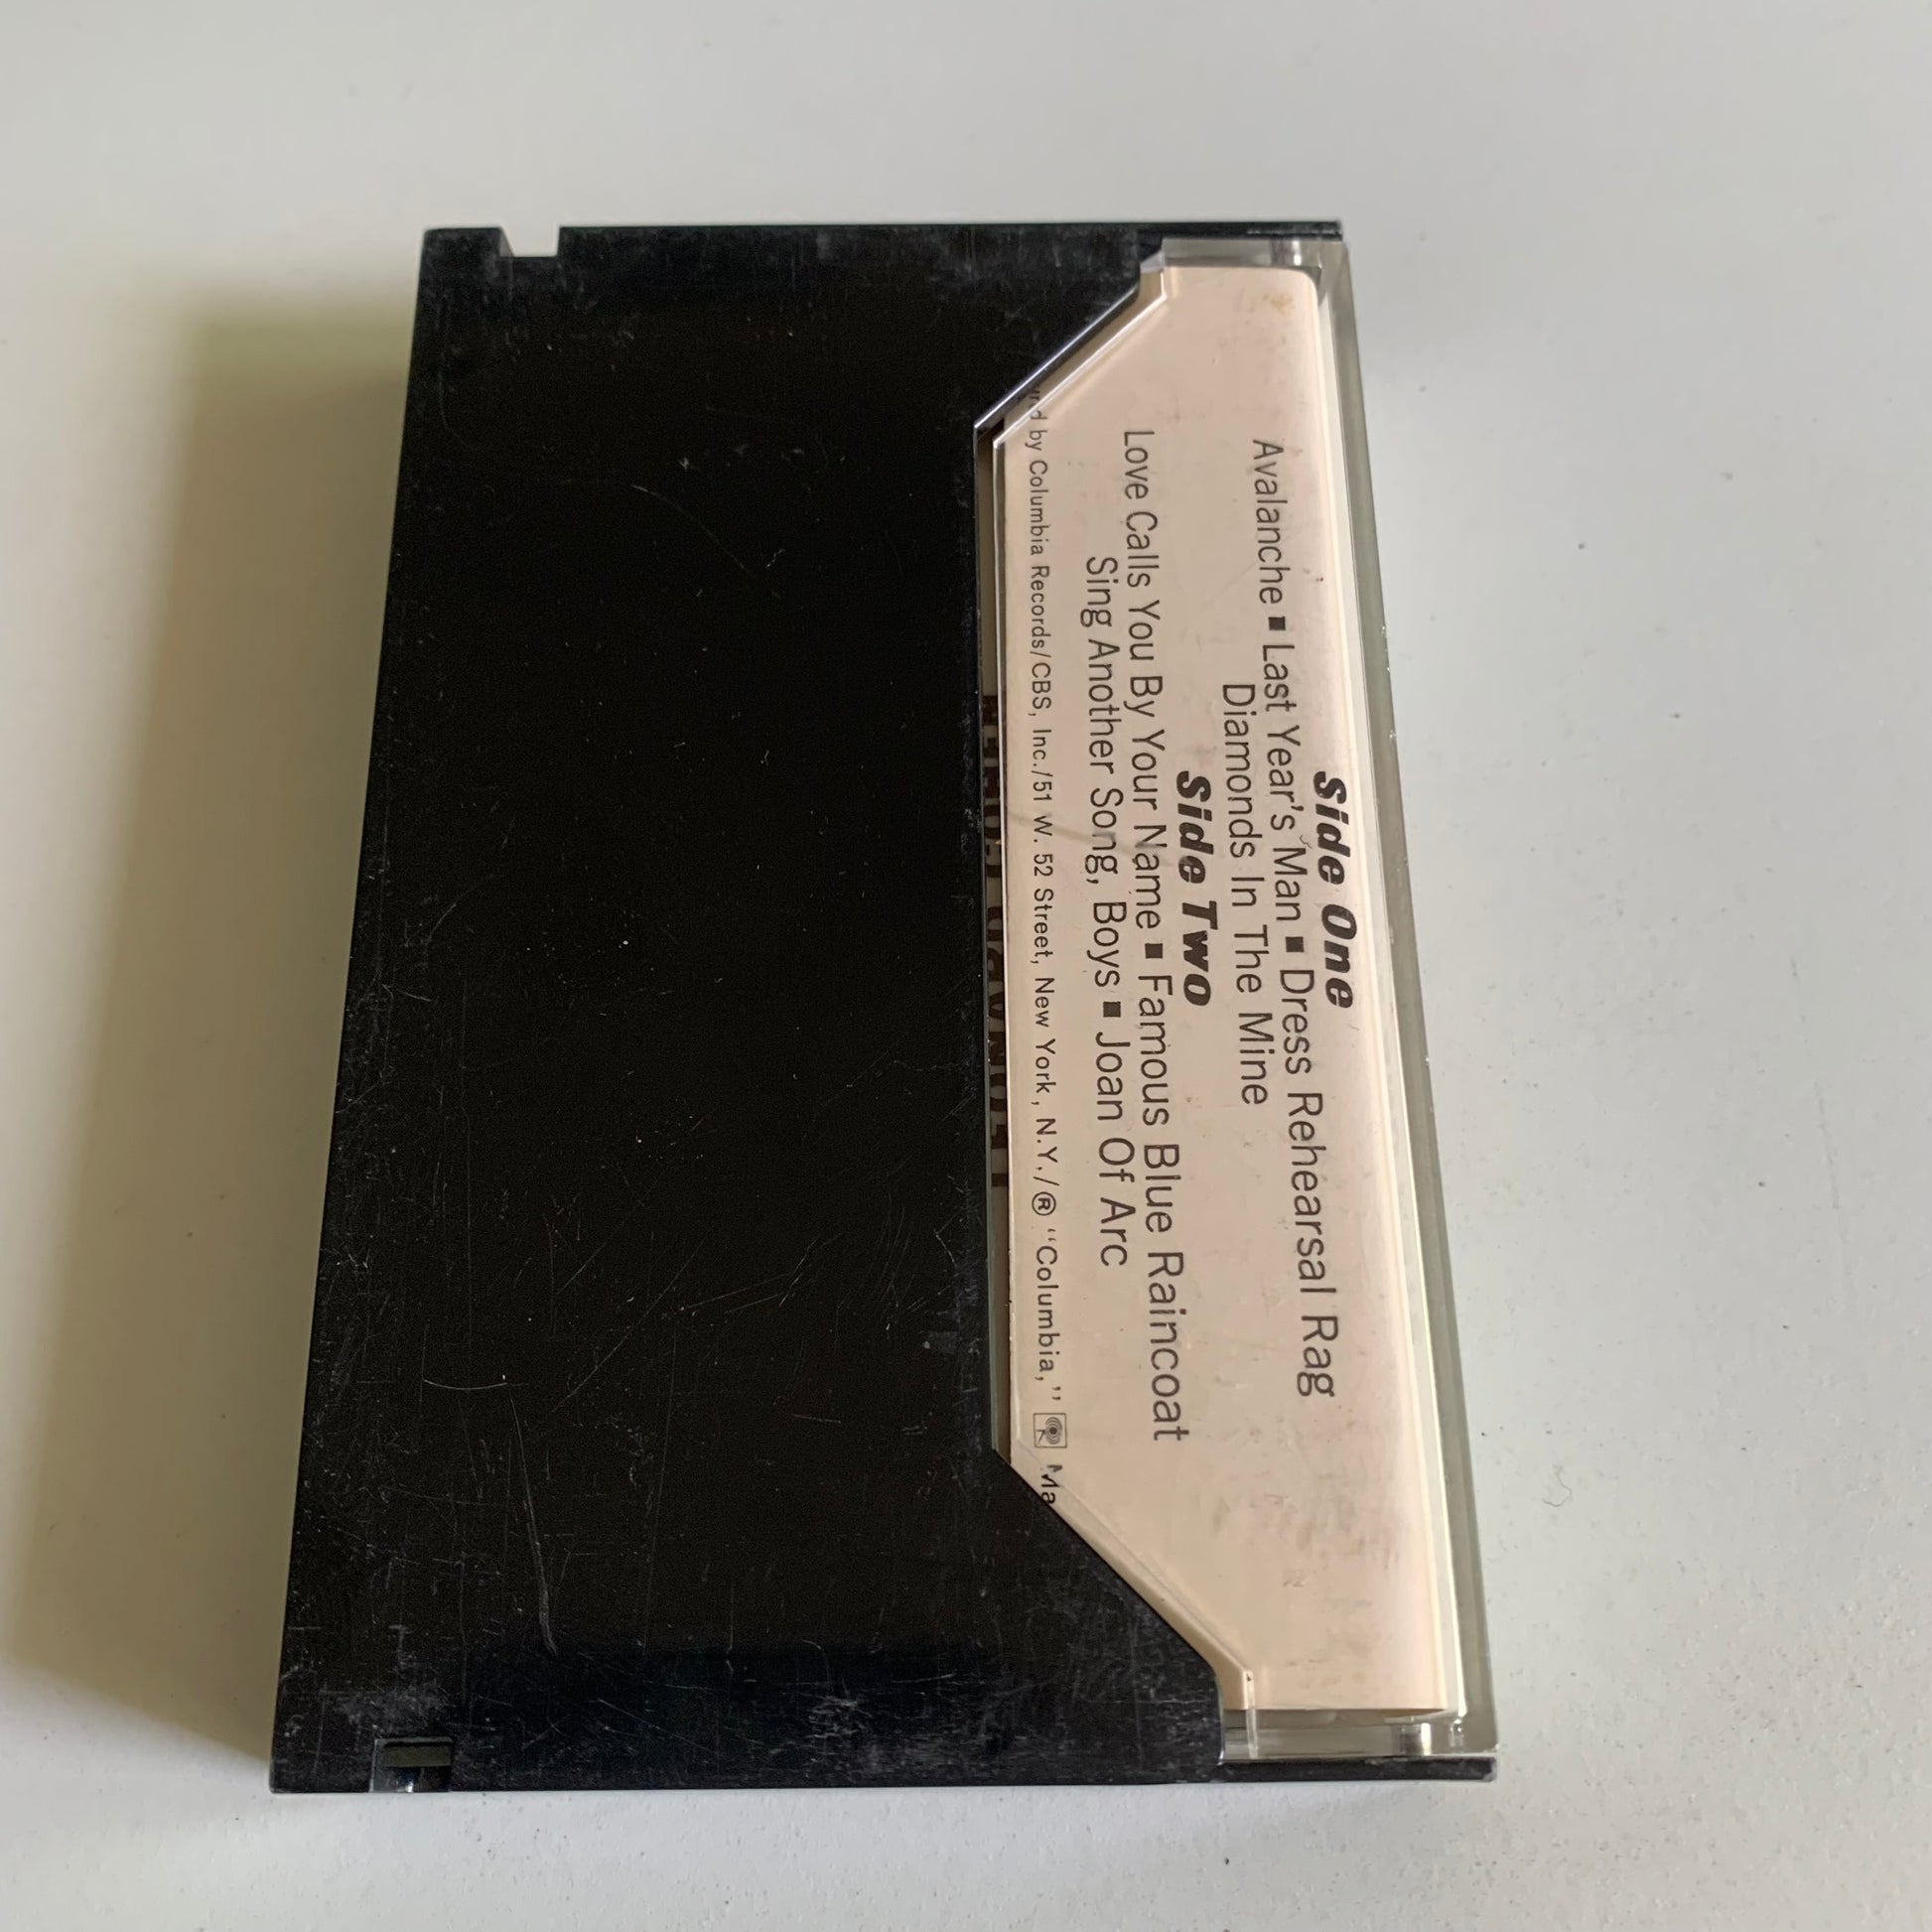 Side One
Avalanche ▪ Last Year's Man ▪ Dress Rehearsal Rag
Diamonds In The Mine
Side Two
Love Calls You By Your Name ▪ Famous Blue Raincoat
Sing Another Song, Boys ▪ Joan Of Arc
by Columbia Records/CBS, Inc./51 W. 52 Street, New York, N.Y./® "Columbia," Ma